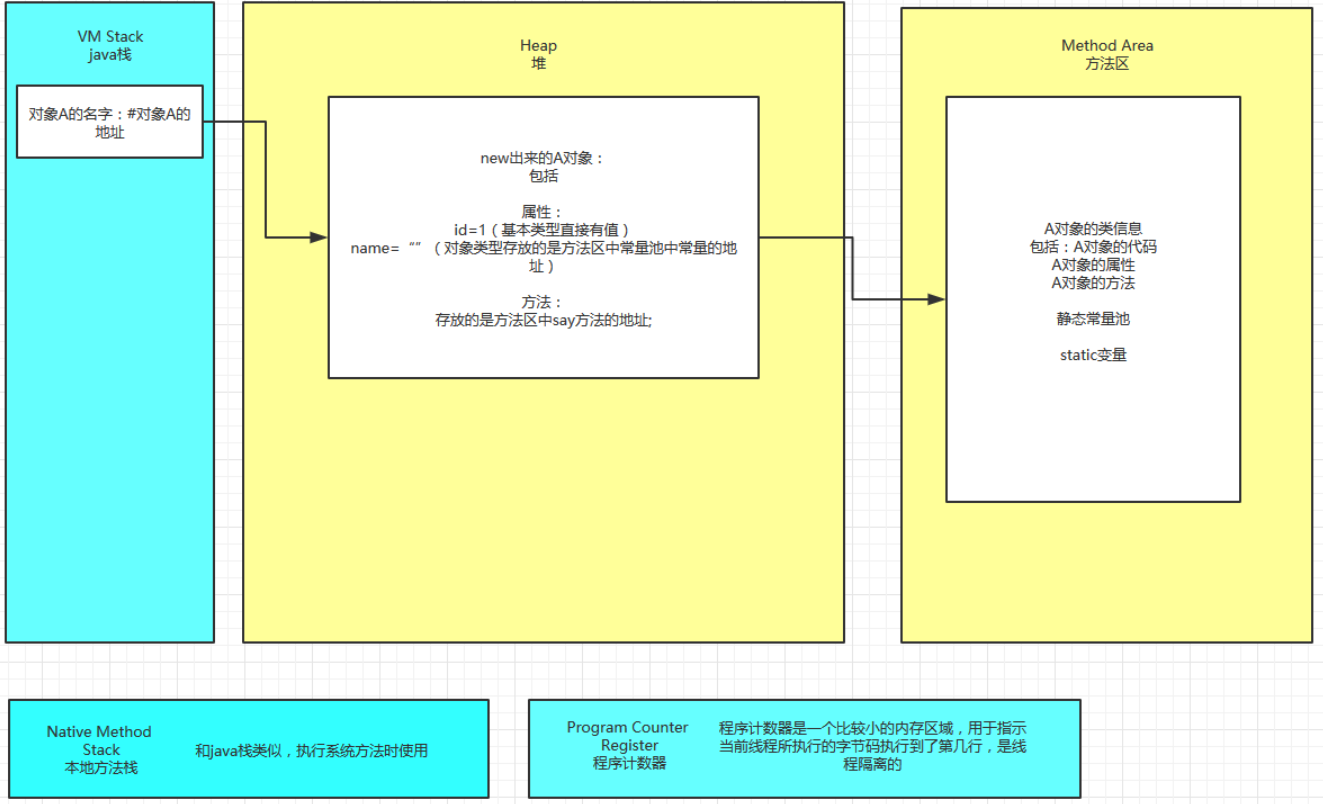 VM Stack
java栈
对象A的名字：#对象A的
地址
Heap
堆
new出来的A对象：
包括
属性：
id=1（基本类型直接有值）
name=“”（对象类型存放的是方法区中常量池中常量的地
址）
方法：
存放的是方法区中say方法的地址;
Method Area
方法区
A对象的类信息
包括：A对象的代码
A对象的属性
A对象的方法
静态常量池
static变量
Native Method
Stack
本地方法栈
和java栈类似，执行系统方法时使用
Program Counter
Register
程序计数器
程序计数器是一个比较小的内存区域，用于指示
当前线程所执行的字节码执行到了第几行，是线
程隔离的